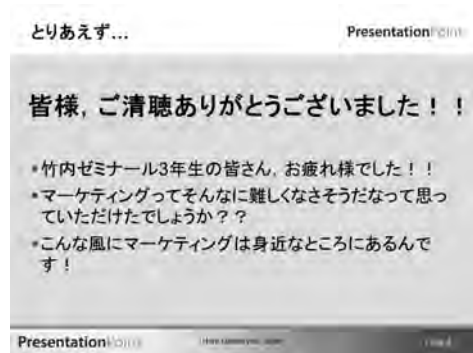 とりあえず…
PresentationPoint
皆様，ご清聴ありがとうございました！！
▪竹内ゼミナール3年生の皆さん，お疲れ様でした！！
▪マーケティングってそんなに難しくなさそうだなって思っ
ていただけたでしょうか？？
▪こんな風にマーケティングは身近なところにあるんで
す！
PresentationPoint